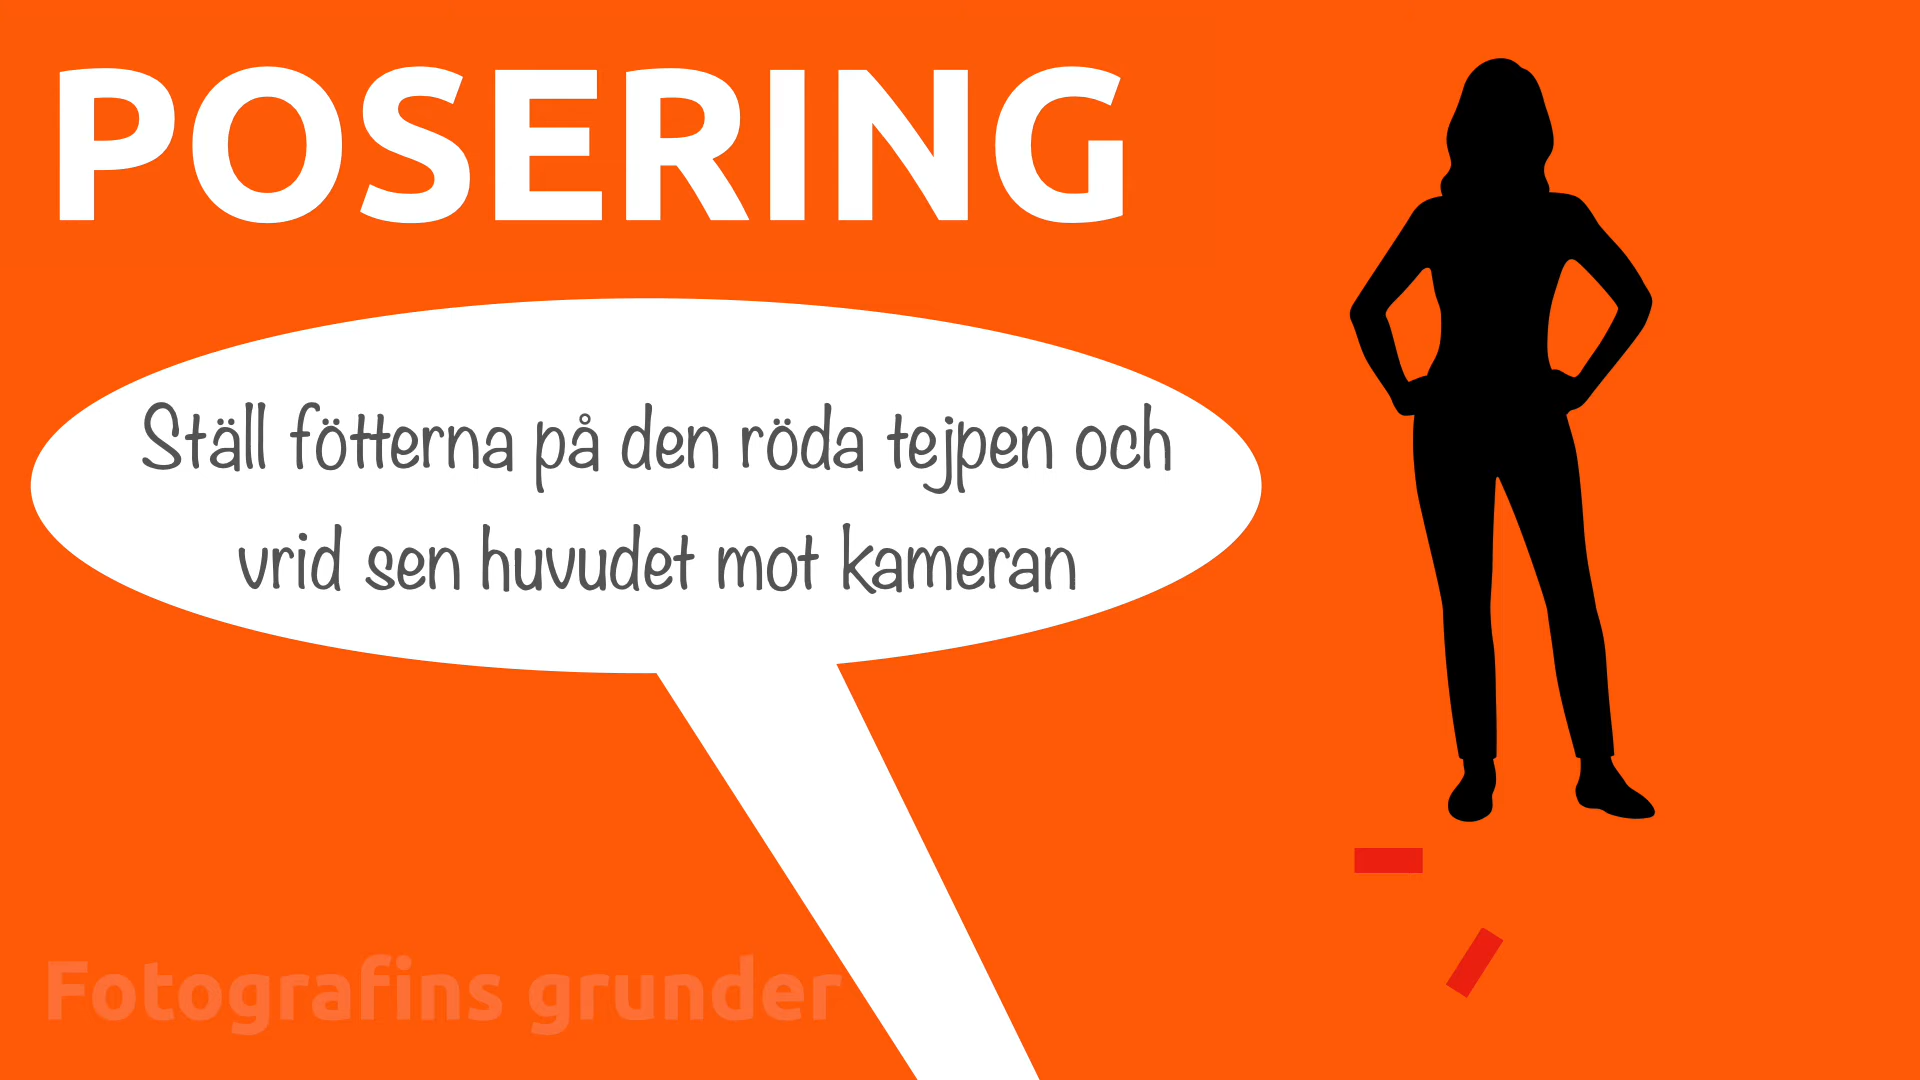 POSERING
Ställ fötterna på den röda tejpen och
vrid sen huvudet mot kameran
Fotografins grunder